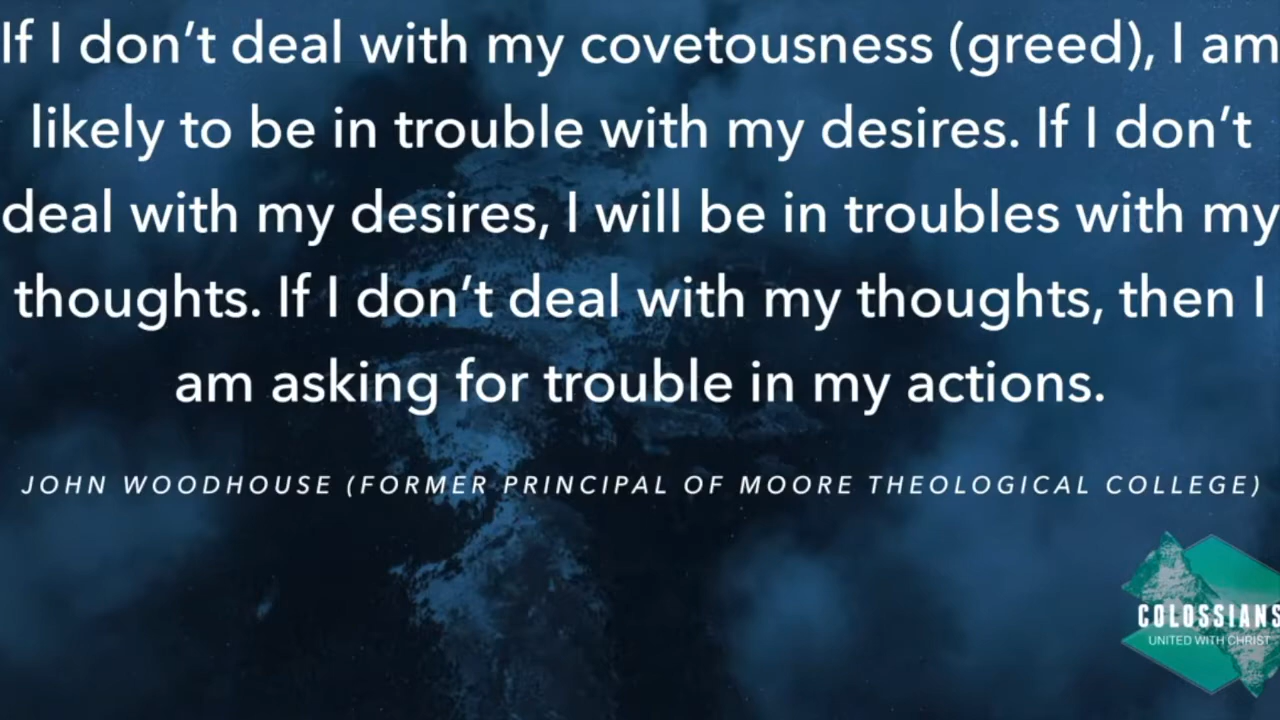 If I don't deal with my covetousness (greed), I am
likely to be in trouble with my desires. If I don't
deal with my desires, I will be in troubles with my
thoughts. If I don't deal with my thoughts, then I
am asking for trouble in my actions.
JOHN WOODHOUSE (FORMER PRINCIPAL OF MOORE THEOLOGICAL COLLEGE)
COLOSSIANS
UNITED WITH CHRIST